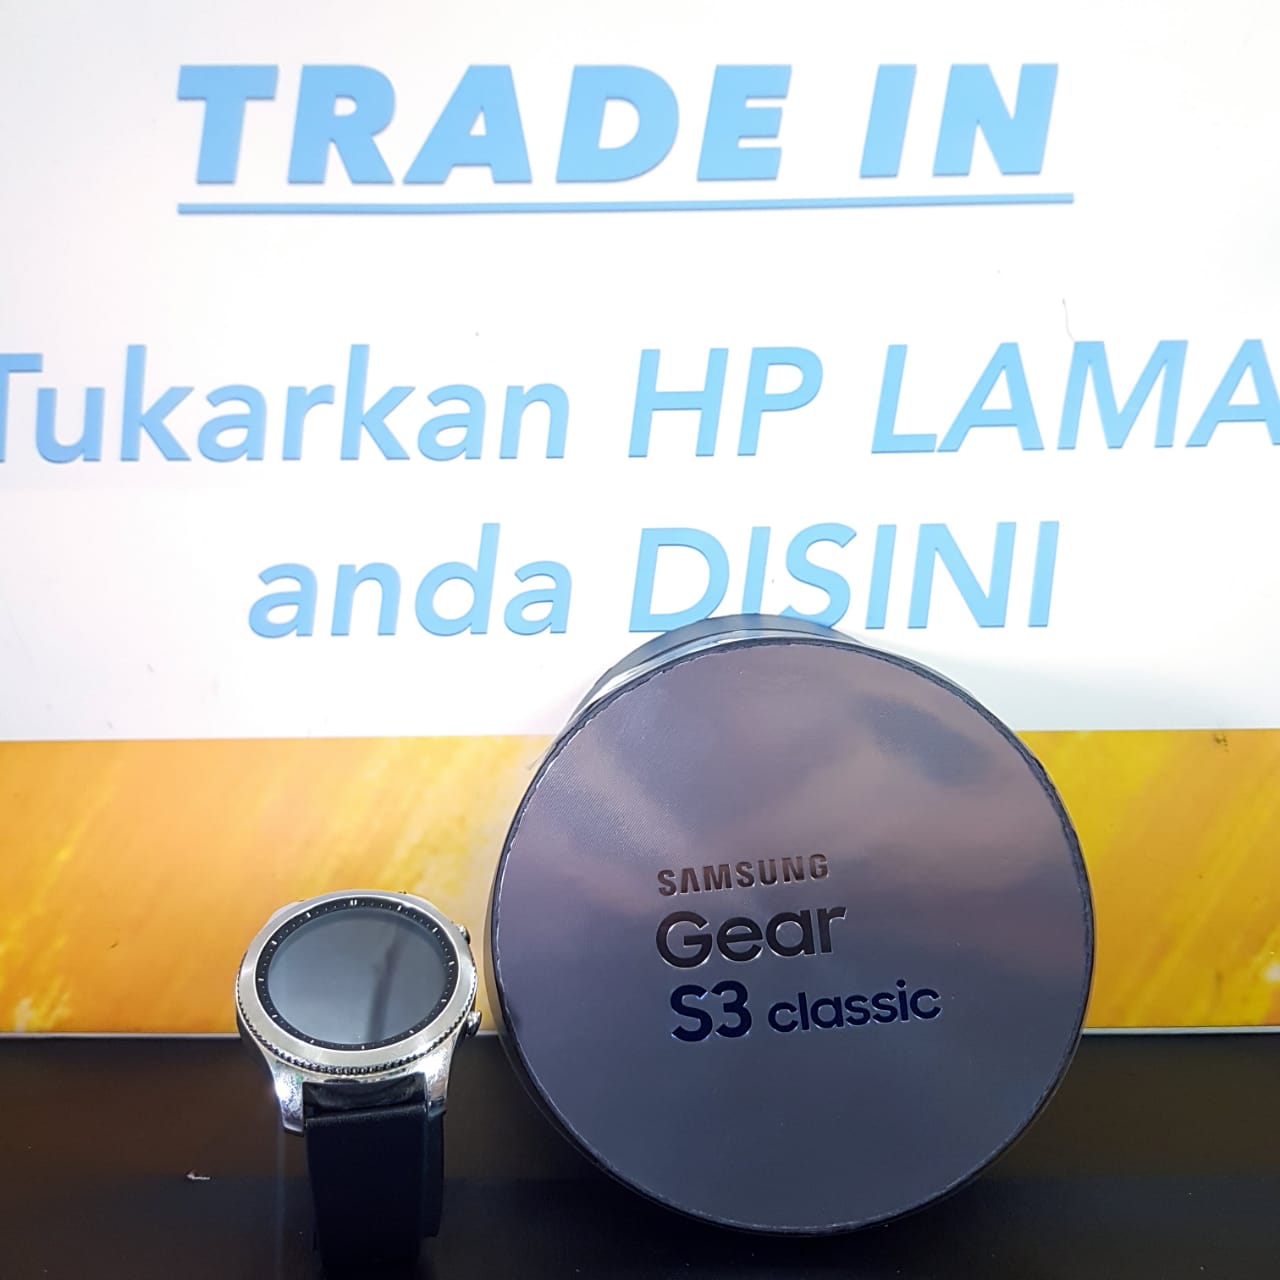 TRADE IN
Tukarkan HP LAMA
anda DISINI
SAMSUNG
Gear
S3 classic